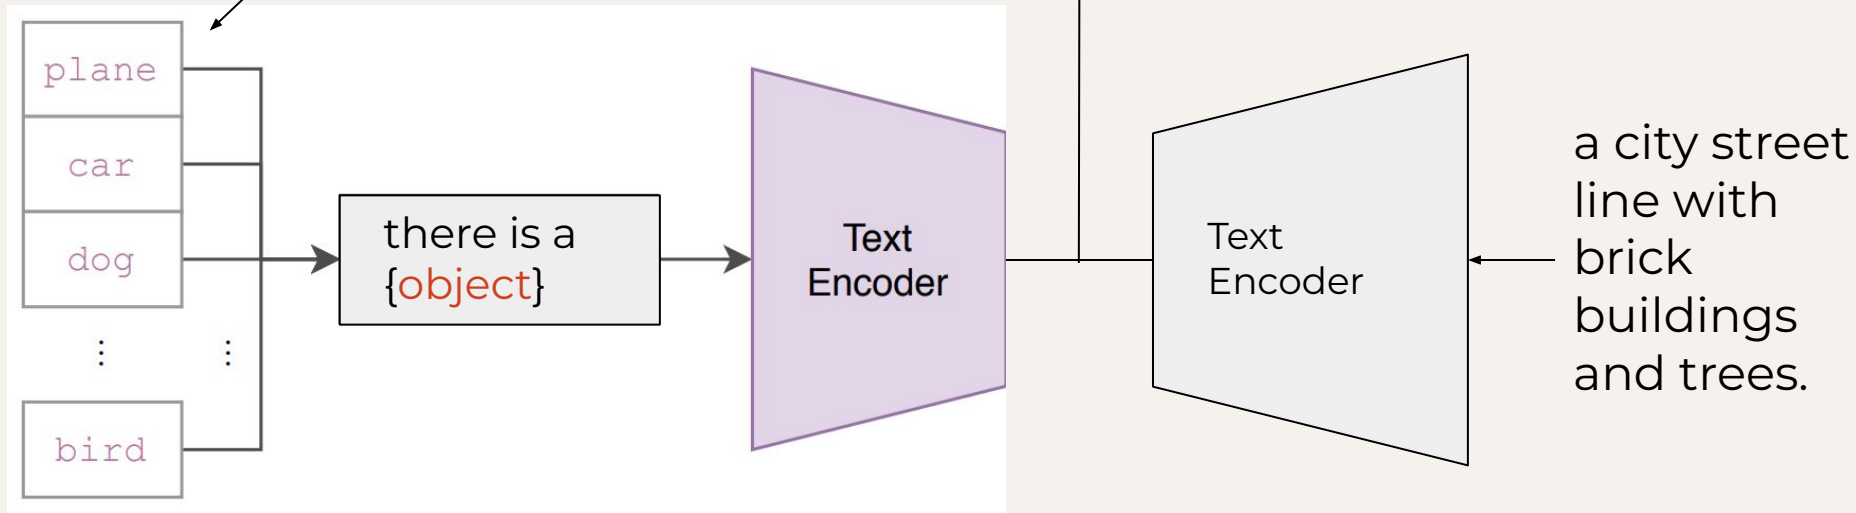 plane
car
dog
⋮ ⋮
bird
there is a
{object}
Text
Encoder
Text
Encoder
a city street
line with
brick
buildings
and trees.